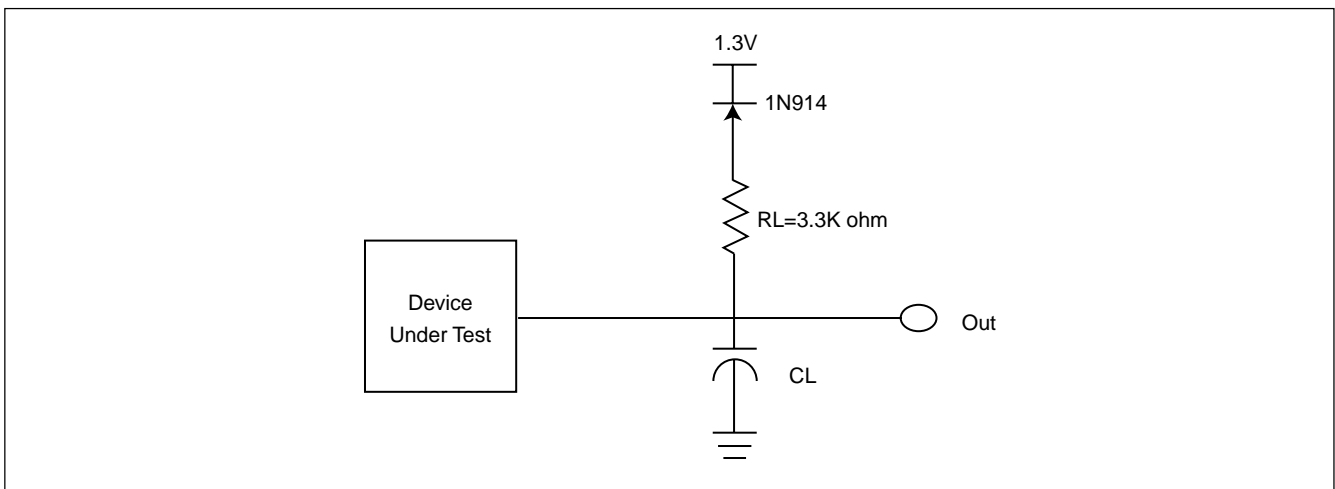 1.3V
1N914
RL=3.3K ohm
Device
Under Test
Out
CL